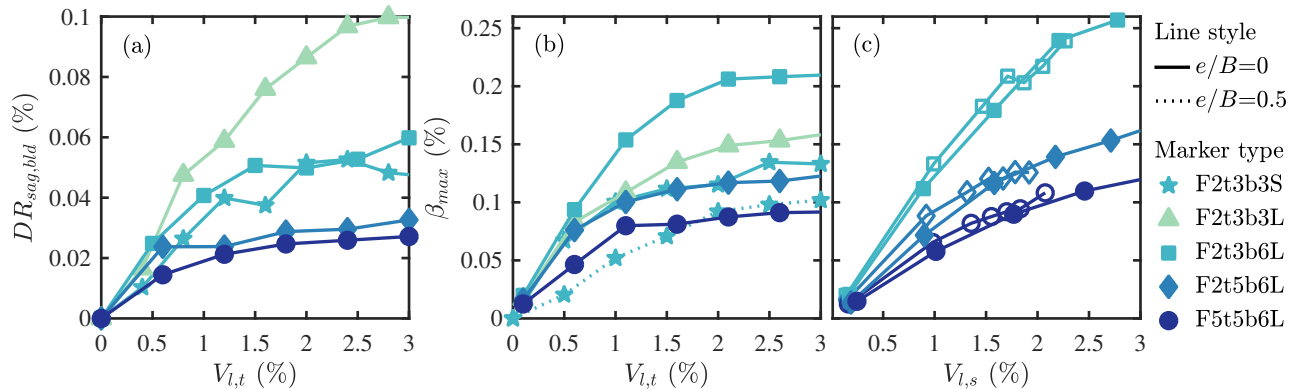 (a)
DR_{sag,bld} (%)
0.1
0.08
0.06
0.04
0.02
0
0 0.5 1 1.5 2 2.5 3
V_{l,t} (%)
(b)
β_{max} (%)
0.25
0.20
0.15
0.10
0.05
0
0 0.5 1 1.5 2 2.5 3
V_{l,t} (%)
(c)
0.5 1 1.5 2 2.5 3
V_{l,s} (%)
Line style
e/B=0
e/B=0.5
Marker type
F2t3b3S
F2t3b3L
F2t3b6L
F2t5b6L
F5t5b6L